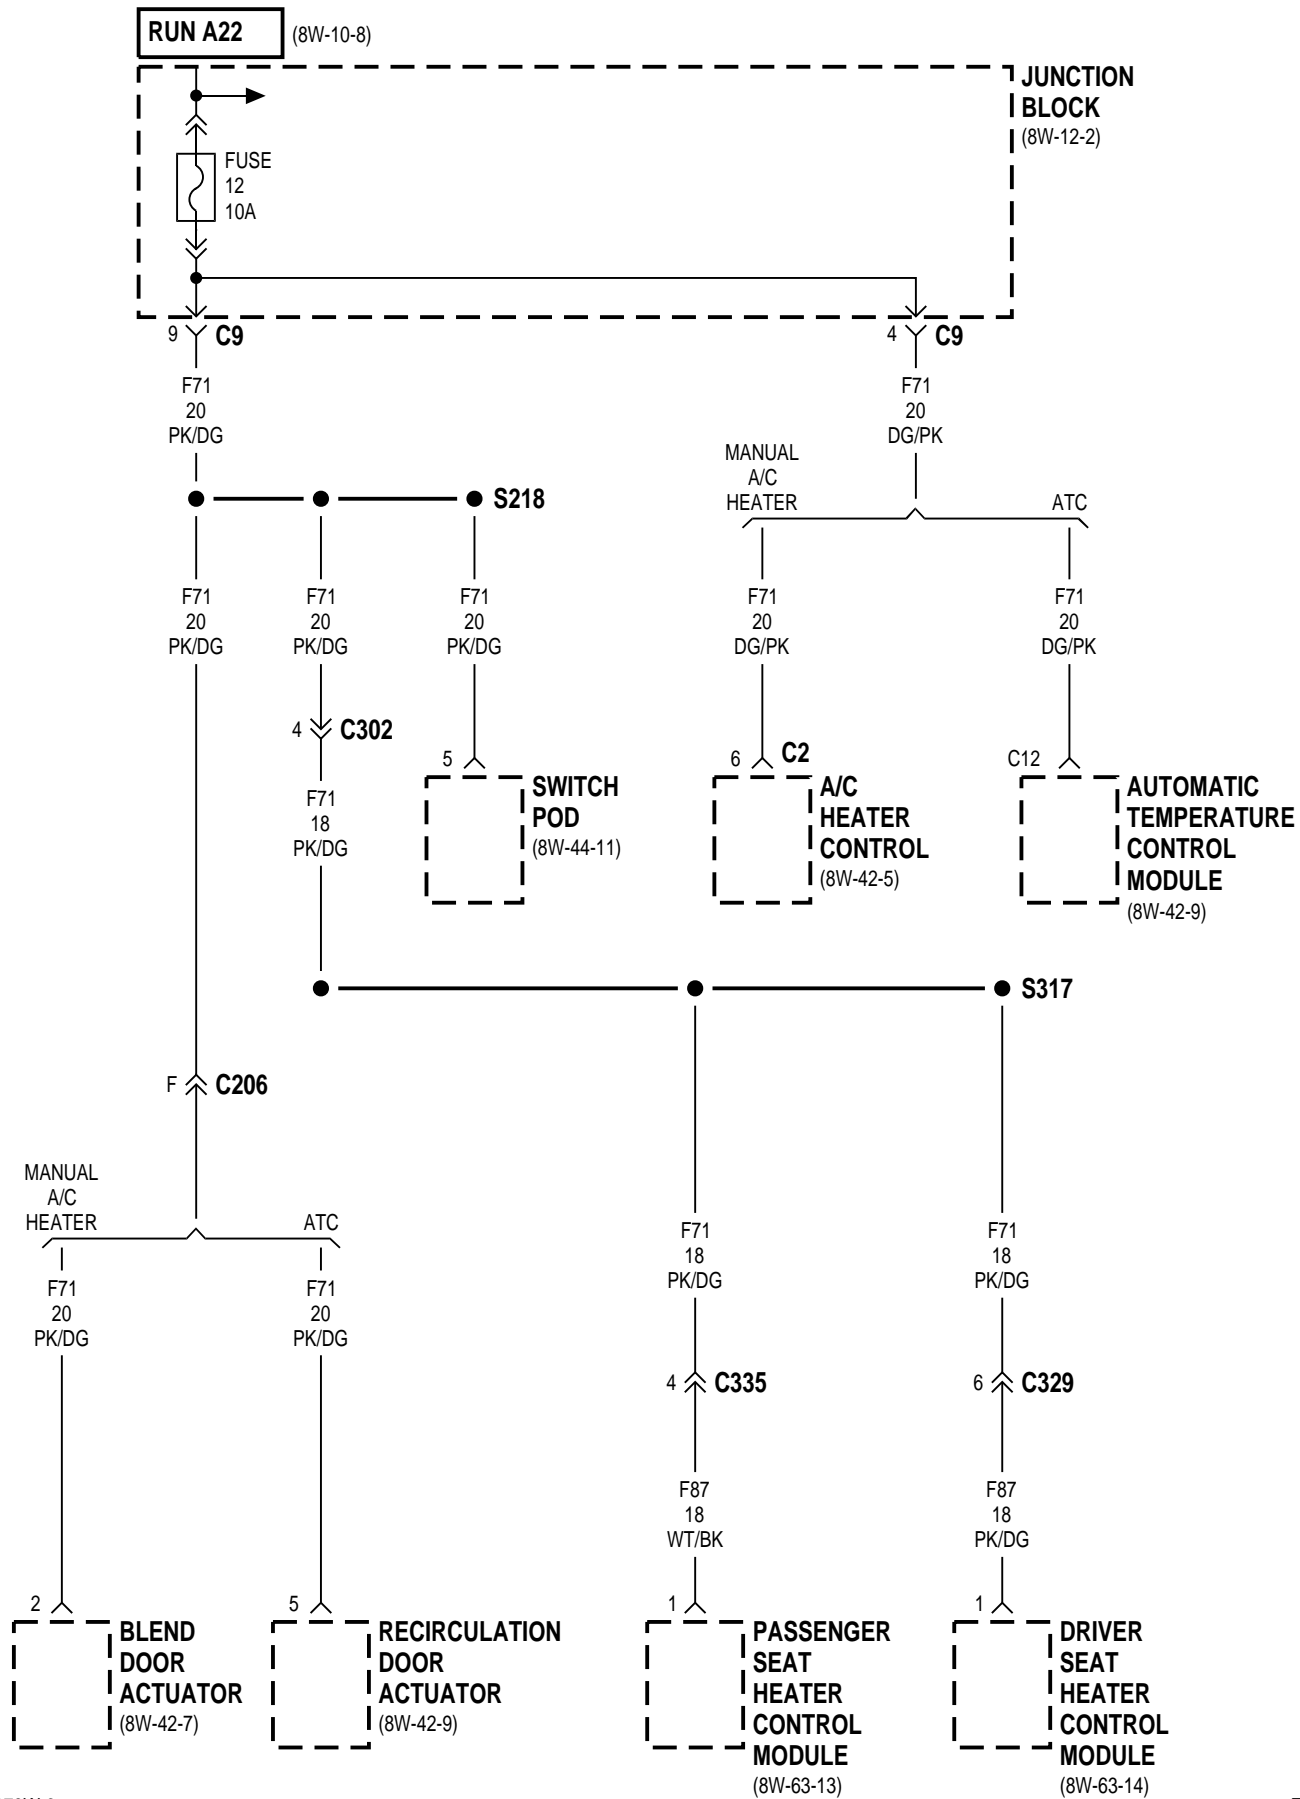 RUN A22
(8W-10-8)
JUNCTION
BLOCK
(8W-12-2)
FUSE
12
10A
9
C9
4
C9
F71
20
PK/DG
F71
20
DG/PK
MANUAL
A/C
HEATER
ATC
S218
F71
20
PK/DG
F71
20
PK/DG
F71
20
PK/DG
F71
20
DG/PK
F71
20
DG/PK
4
C302
5
6
C2
C12
F71
18
PK/DG
SWITCH
POD
(8W-44-11)
A/C
HEATER
CONTROL
(8W-42-5)
AUTOMATIC
TEMPERATURE
CONTROL
MODULE
(8W-42-9)
S317
F
C206
MANUAL
A/C
HEATER
ATC
F71
20
PK/DG
F71
20
PK/DG
F71
18
PK/DG
F71
18
PK/DG
4
C335
6
C329
F87
18
WT/BK
F87
18
PK/DG
2
5
1
1
BLEND
DOOR
ACTUATOR
(8W-42-7)
RECIRCULATION
DOOR
ACTUATOR
(8W-42-9)
PASSENGER
SEAT
HEATER
CONTROL
MODULE
(8W-63-13)
DRIVER
SEAT
HEATER
CONTROL
MODULE
(8W-63-14)